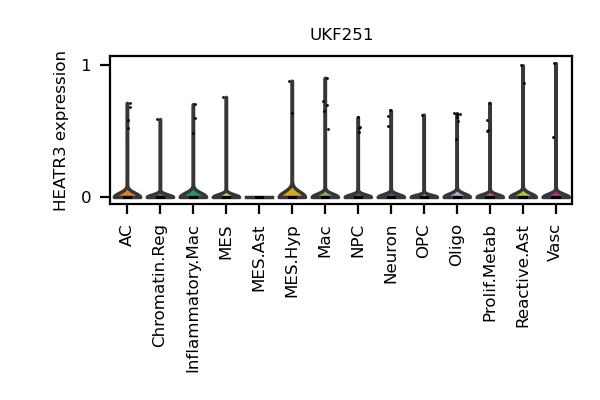 UKF251
HEATR3 expression
1
0
AC
Chromatin.Reg
Inflammatory.Mac
MES
MES.Ast
MES.Hyp
Mac
NPC
Neuron
OPC
Oligo
Prolif.Metab
Reactive.Ast
Vasc